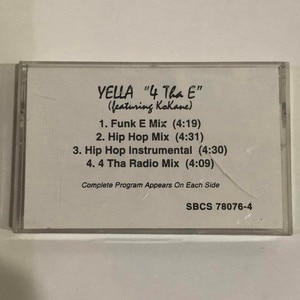 YELLA "4 Tha E"
(featuring KoKane)
1. Funk E Mix (4:19)
2. Hip Hop Mix (4:31)
3. Hip Hop Instrumental (4:30)
4. 4 Tha Radio Mix (4:09)
Complete Program Appears On Each Side
SBCS 78076-4